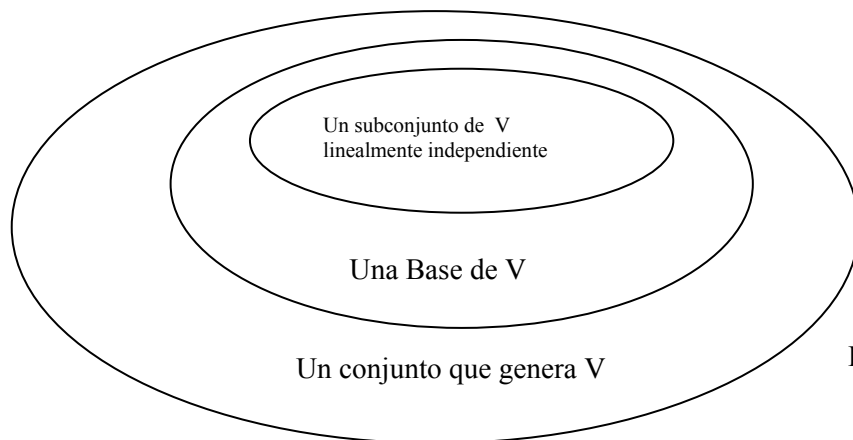 Un subconjunto de V
linealmente independiente
Una Base de V
Un conjunto que genera V